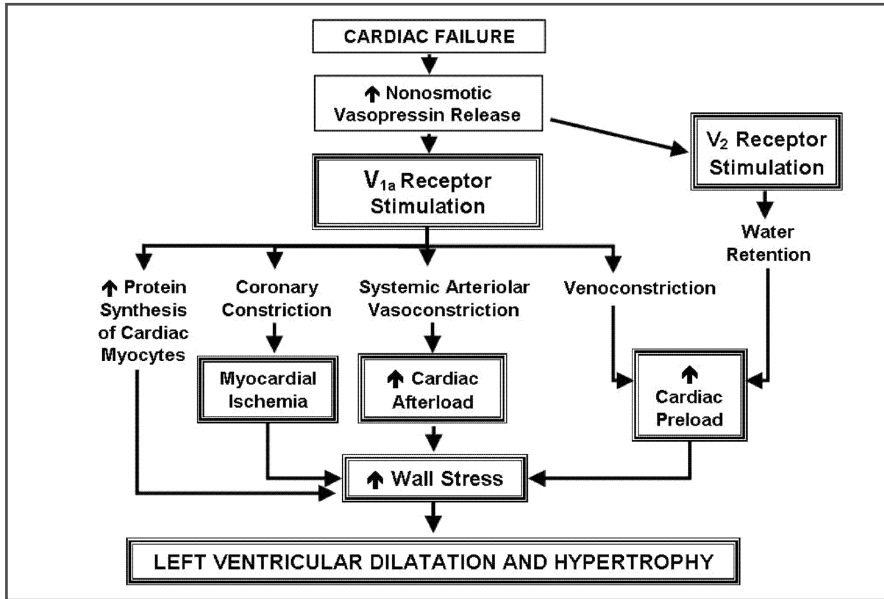 CARDIAC FAILURE
↑ Nonosmotic
Vasopressin Release
V₂ Receptor
Stimulation
V₁ₐ Receptor
Stimulation
Water
Retention
↑ Protein
Synthesis
of Cardiac
Myocytes
Coronary
Constriction
Systemic Arteriolar
Vasoconstriction
Venoconstriction
Myocardial
Ischemia
↑ Cardiac
Afterload
↑
Cardiac
Preload
↑ Wall Stress
LEFT VENTRICULAR DILATATION AND HYPERTROPHY